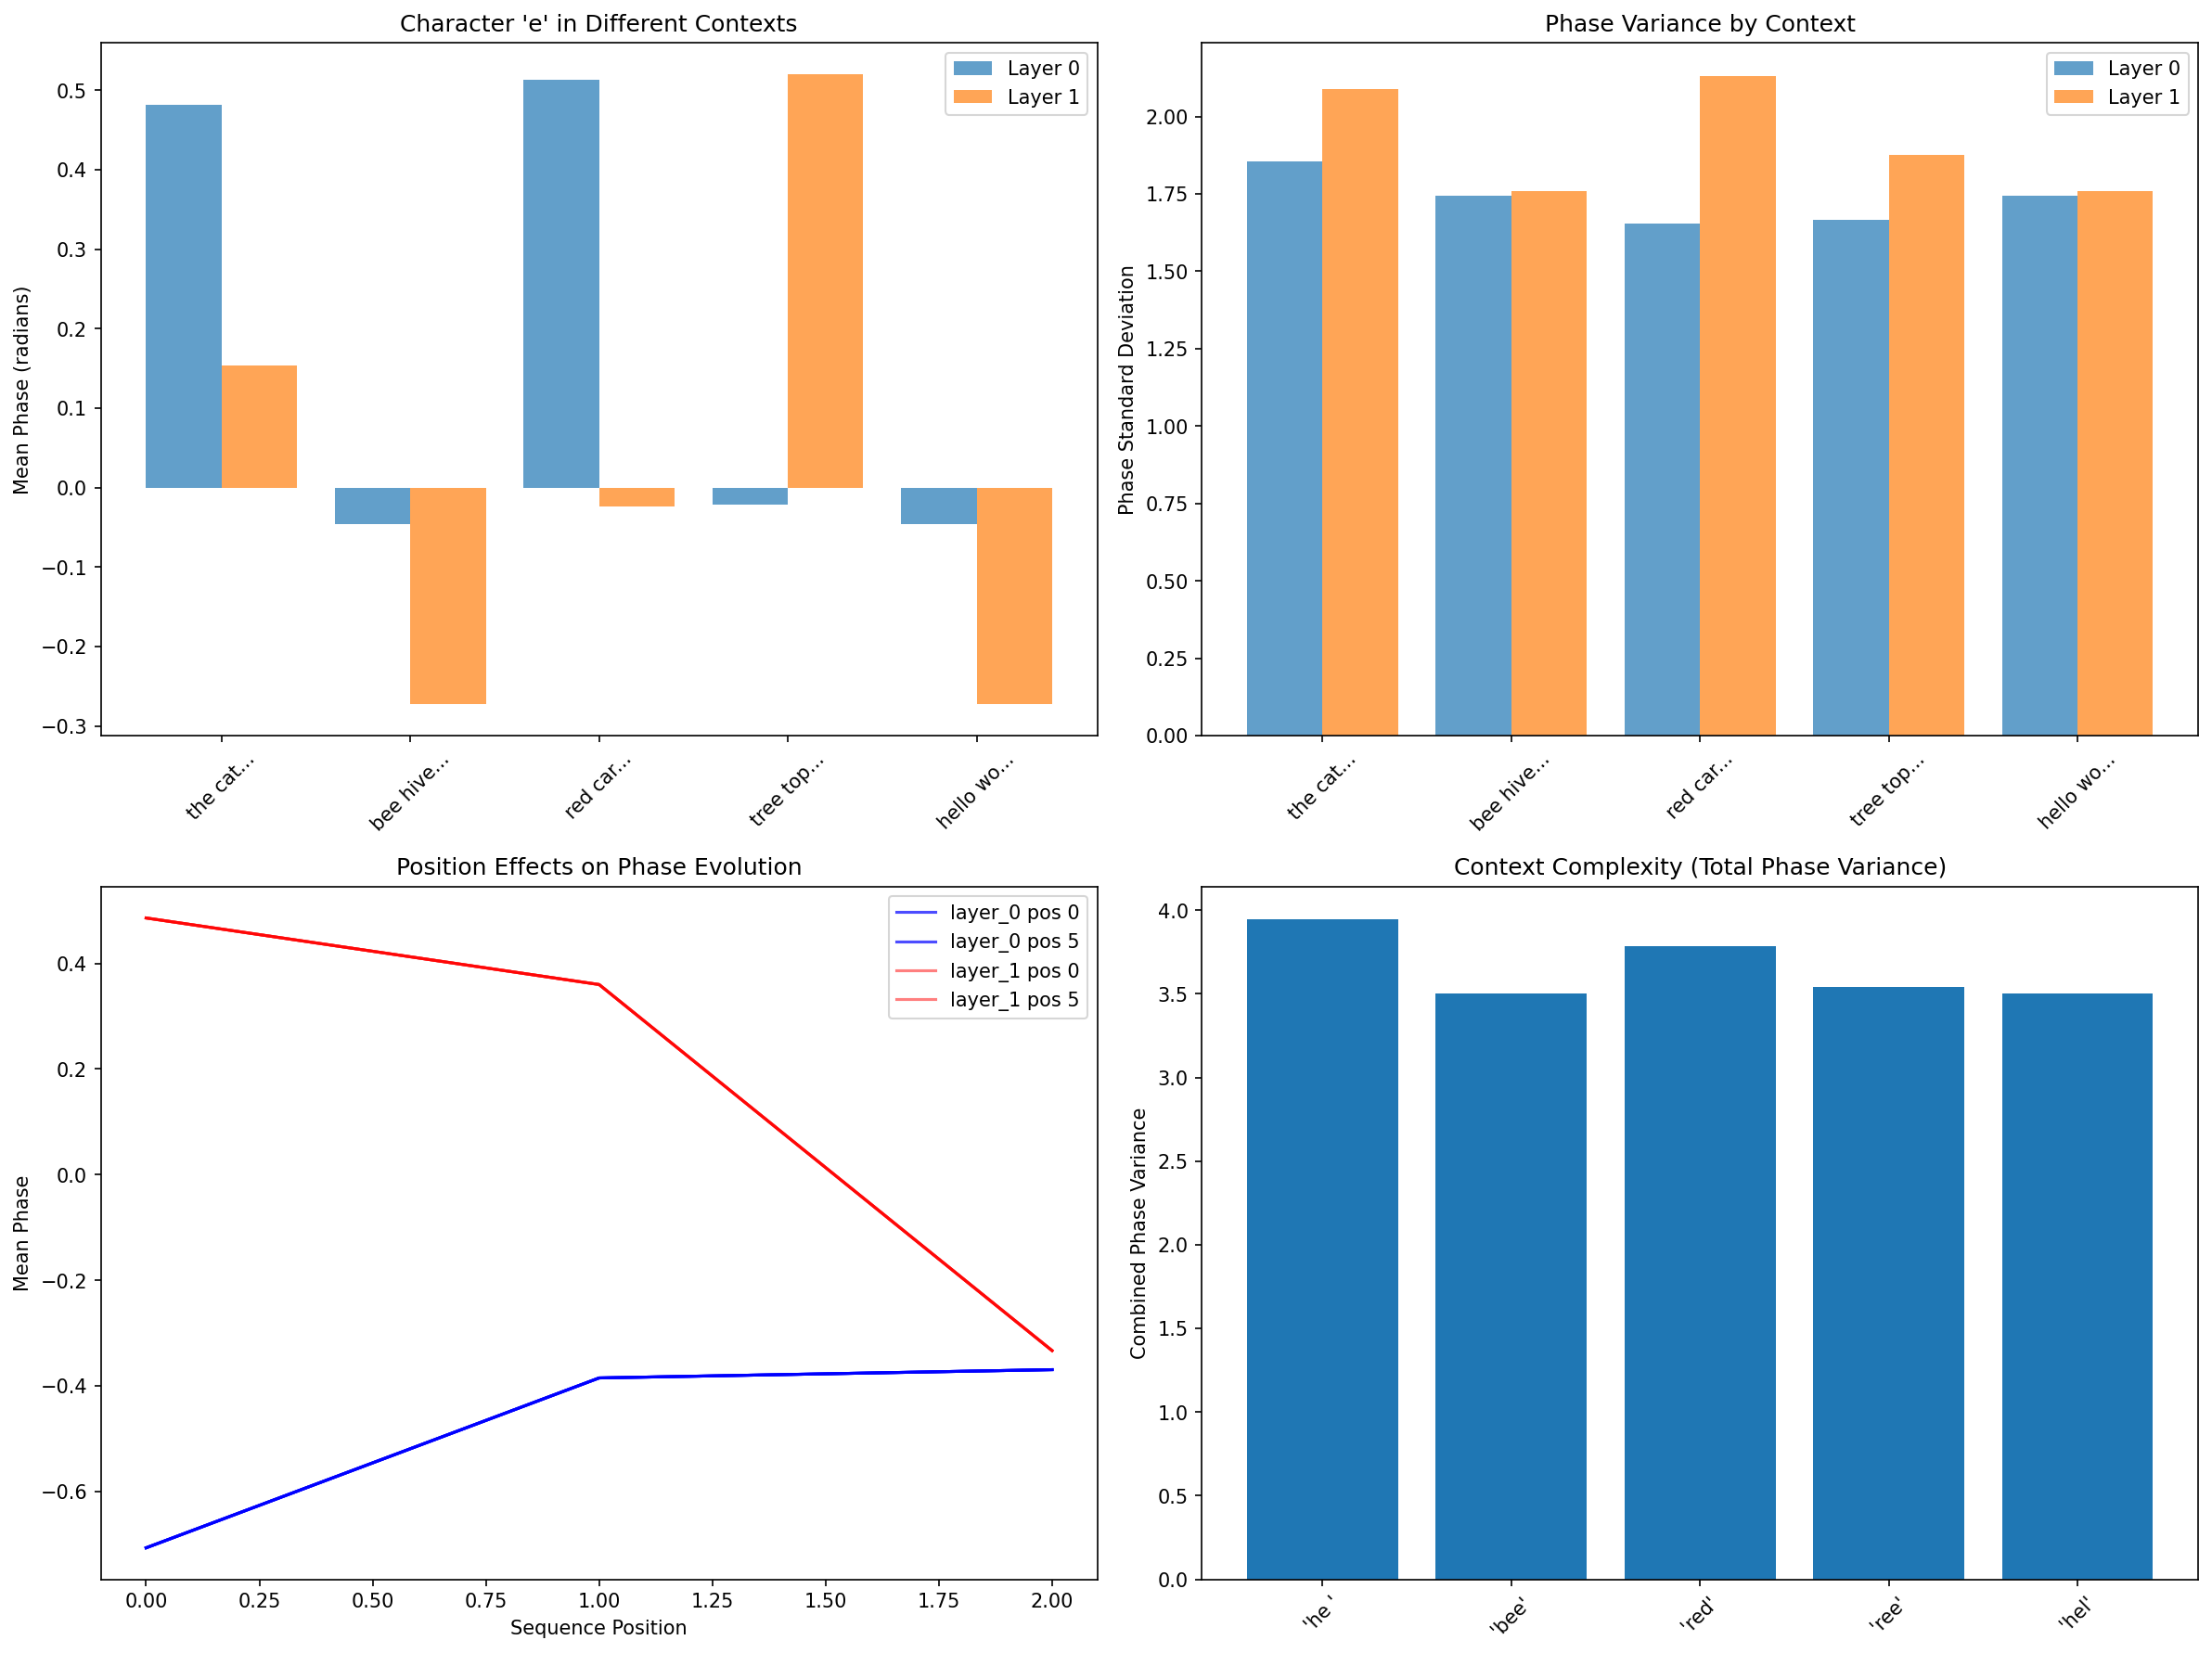 Character 'e' in Different Contexts
Layer 0
Layer 1
Mean Phase (radians)
0.5
0.4
0.3
0.2
0.1
0.0
−0.1
−0.2
−0.3
the cat...
bee hive...
red car...
tree top...
hello wo...
Phase Variance by Context
Layer 0
Layer 1
Phase Standard Deviation
2.00
1.75
1.50
1.25
1.00
0.75
0.50
0.25
0.00
the cat...
bee hive...
red car...
tree top...
hello wo...
Position Effects on Phase Evolution
layer_0 pos 0
layer_0 pos 5
layer_1 pos 0
layer_1 pos 5
Mean Phase
0.4
0.2
0.0
−0.2
−0.4
−0.6
0.00
0.25
0.50
0.75
1.00
1.25
1.50
1.75
2.00
Sequence Position
Context Complexity (Total Phase Variance)
Combined Phase Variance
4.0
3.5
3.0
2.5
2.0
1.5
1.0
0.5
0.0
'he '
'bee'
'red'
'ree'
'hel'